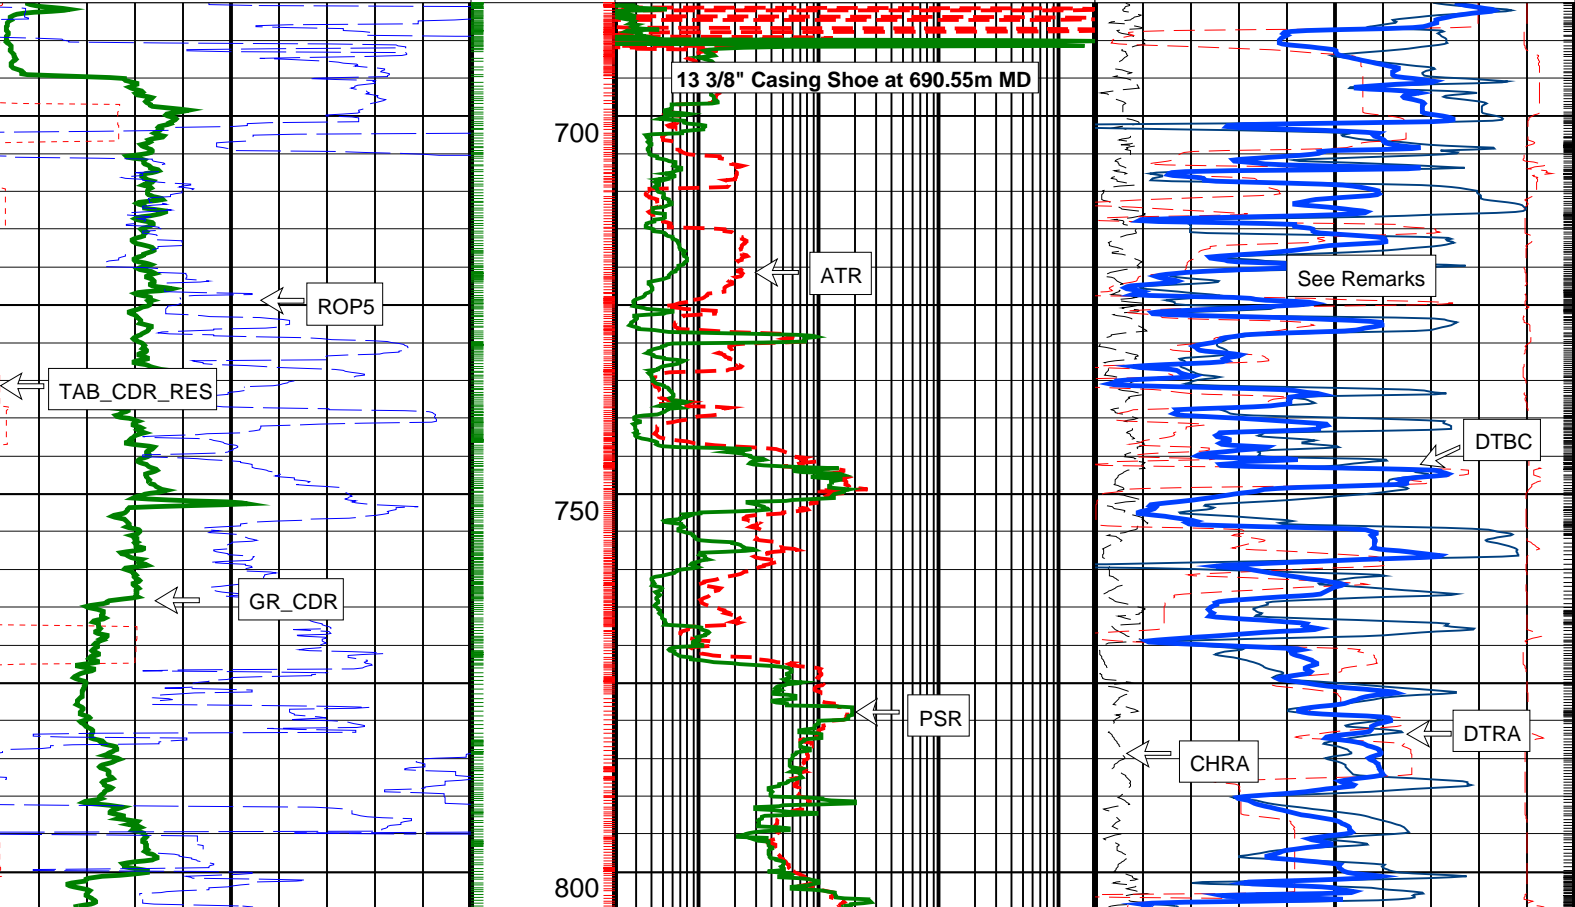 13 3/8" Casing Shoe at 690.55m MD
700
ATR
See Remarks
ROP5
TAB_CDR_RES
DTBC
750
GR_CDR
PSR
DTRA
CHRA
800